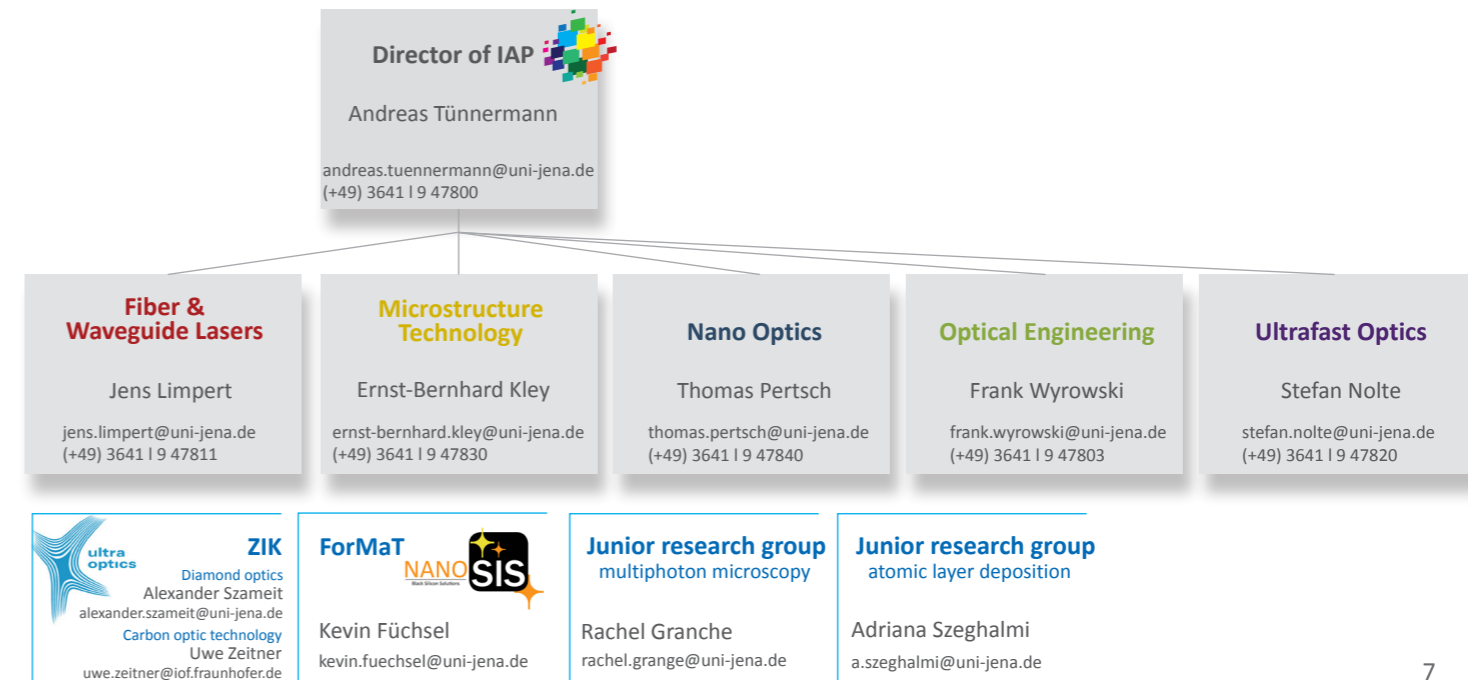 Director of IAP
Andreas Tünnermann
andreas.tuennermann@uni-jena.de
(+49) 3641 l 9 47800
Fiber &
Waveguide Lasers
Jens Limpert
jens.limpert@uni-jena.de
(+49) 3641 l 9 47811
Microstructure
Technology
Ernst-Bernhard Kley
ernst-bernhard.kley@uni-jena.de
(+49) 3641 l 9 47830
Nano Optics
Thomas Pertsch
thomas.pertsch@uni-jena.de
(+49) 3641 l 9 47840
Optical Engineering
Frank Wyrowski
frank.wyrowski@uni-jena.de
(+49) 3641 l 9 47803
Ultrafast Optics
Stefan Nolte
stefan.nolte@uni-jena.de
(+49) 3641 l 9 47820
ultra
optics
ZIK
Diamond optics
Alexander Szameit
alexander.szameit@uni-jena.de
Carbon optic technology
Uwe Zeitner
uwe.zeitner@iof.fraunhofer.de
ForMaT
NANOSIS
Black Silicon Solutions
Kevin Füchsel
kevin.fuechsel@uni-jena.de
Junior research group
multiphoton microscopy
Rachel Granche
rachel.grange@uni-jena.de
Junior research group
atomic layer deposition
Adriana Szeghalmi
a.szeghalmi@uni-jena.de
7